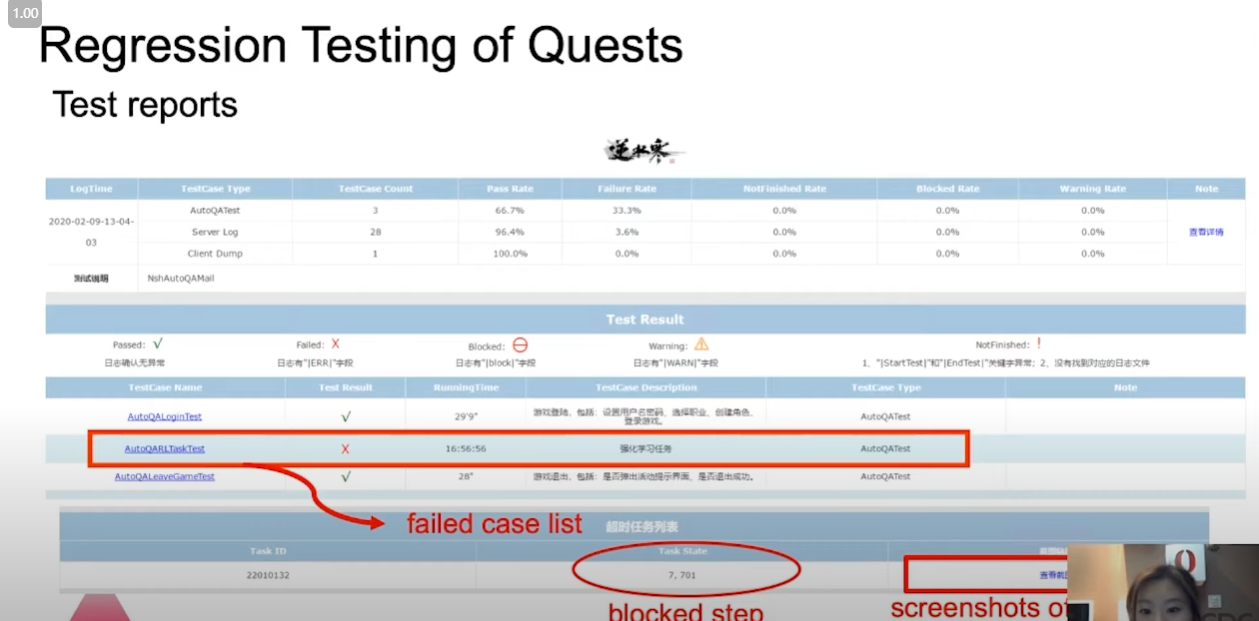 1.00
Regression Testing of Quests
Test reports
逆水寒
LogTime TestCase Type TestCase Count Pass Rate Failure Rate NotFinished Rate Blocked Rate Warning Rate Note
2020-02-09-13-04-03 AutoQATest 3 66.7% 33.3% 0.0% 0.0% 0.0% 查看详情
Server Log 28 96.4% 3.6% 0.0% 0.0% 0.0%
Client Dump 1 100.0% 0.0% 0.0% 0.0% 0.0%
测试说明 NshAutoQAMail
Test Result
Passed: √ Failed: X Blocked: Warning: NotFinished: !
日志确认无异常 日志有"|ERR|"字段 日志有"|block|"字段 日志有"|WARN|"字段 1、"|StartTest|"和"|EndTest|"关键字异常；2、没有找到对应的日志文件
TestCase Name Test Result RunningTime TestCase Description TestCase Type Note
AutoQALoginTest √ 29'9" 游戏登陆，包括：设置用户名密码、选择职业、创建角色、登录游戏。 AutoQATest
AutoQARLTaskTest X 16:56:56 强化学习任务 AutoQATest
AutoQALeaveGameTest √ 28" 游戏退出，包括：是否弹出活动提示界面、是否退出成功。 AutoQATest
failed case list 超时任务列表
Task ID Task State
22010132 7, 701 查看截
blocked step screenshots of